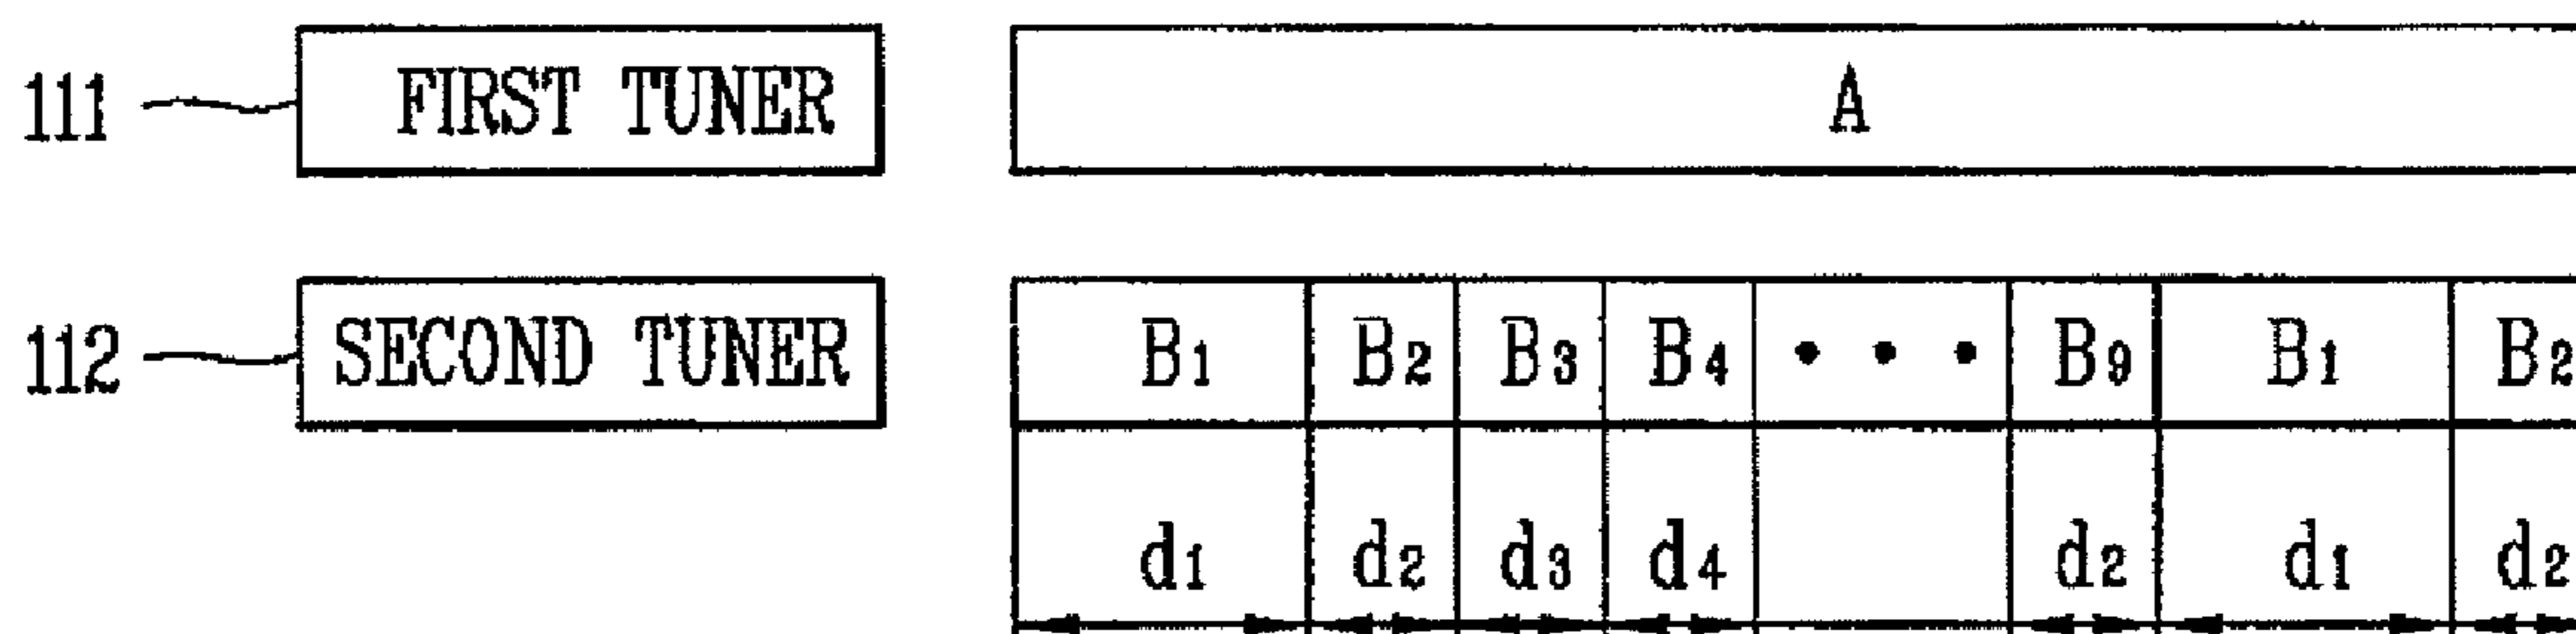 111 FIRST TUNER A
112 SECOND TUNER B1 B2 B3 B4 • • • B9 B1 B2
d1 d2 d3 d4 d2 d1 d2